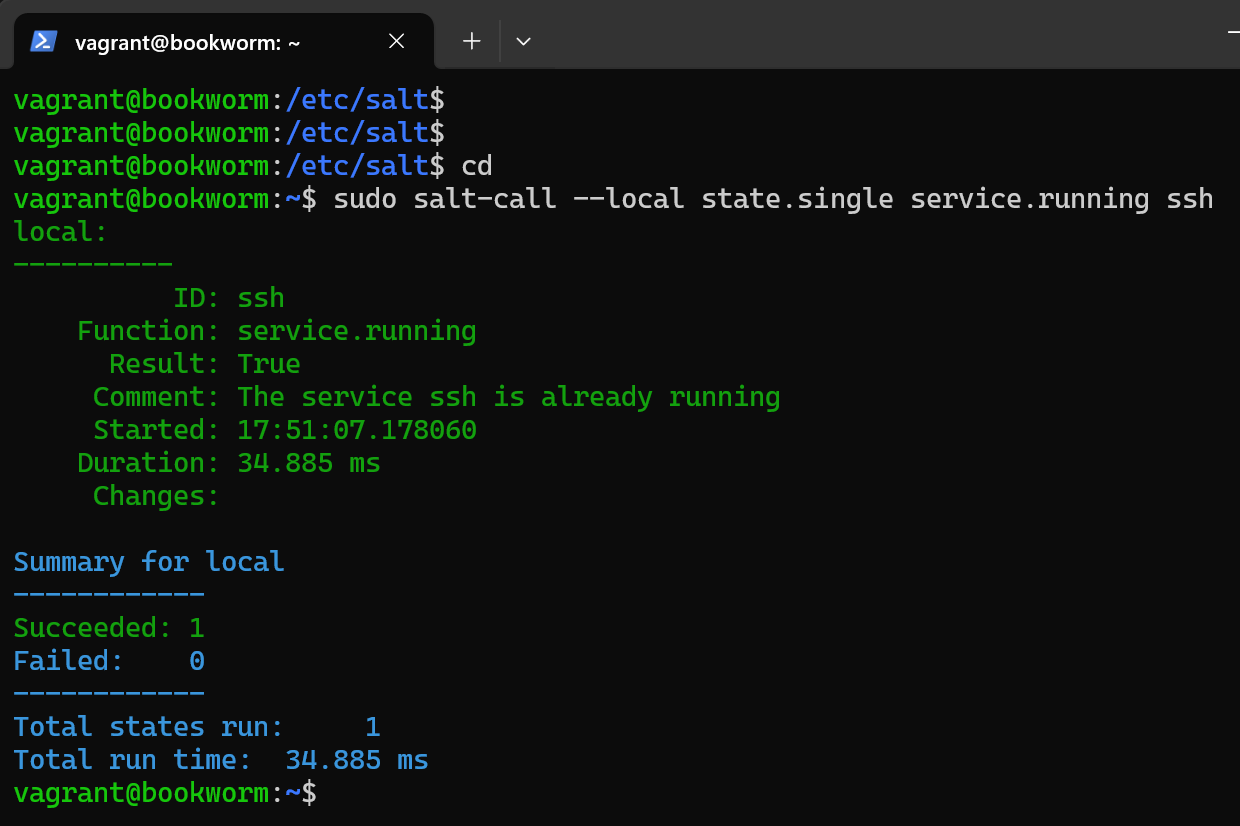 vagrant@bookworm: ~
vagrant@bookworm:/etc/salt$
vagrant@bookworm:/etc/salt$
vagrant@bookworm:/etc/salt$ cd
vagrant@bookworm:~$ sudo salt-call --local state.single service.running ssh
local:
----------
          ID: ssh
    Function: service.running
      Result: True
     Comment: The service ssh is already running
     Started: 17:51:07.178060
    Duration: 34.885 ms
     Changes:

Summary for local
------------
Succeeded: 1
Failed:    0
------------
Total states run:     1
Total run time:  34.885 ms
vagrant@bookworm:~$